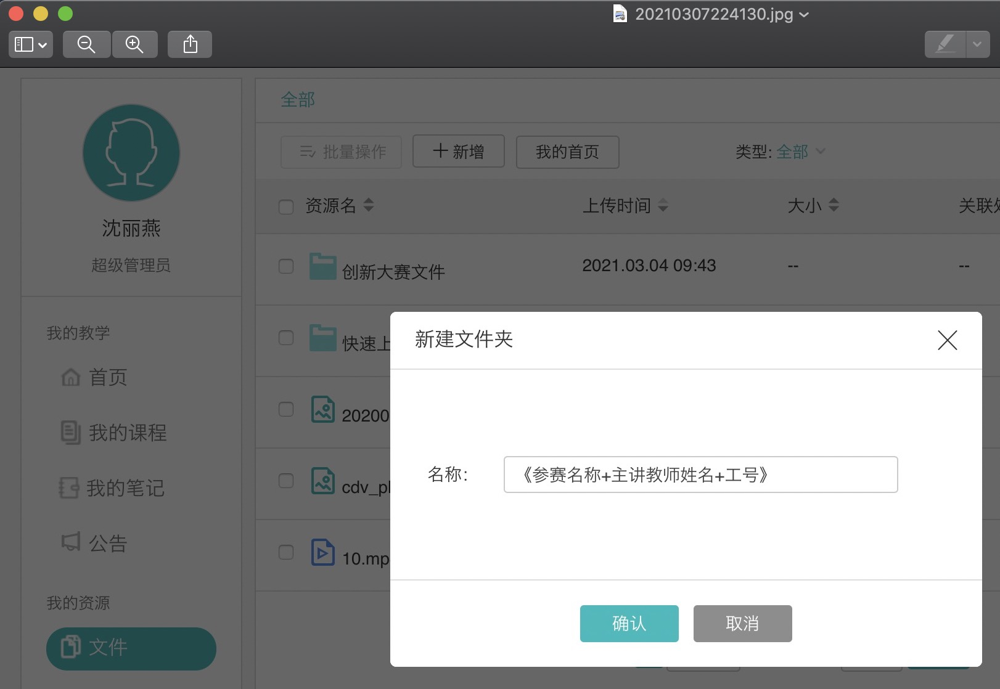 20210307224130.jpg
全部
批量操作
新增
我的首页
类型: 全部
资源名
上传时间
大小
关联
沈丽燕
超级管理员
创新大赛文件
2021.03.04 09:43
--
--
我的教学
首页
我的课程
我的笔记
公告
我的资源
文件
快速上
20200
cdv_pl
10.mp
新建文件夹
名称：
《参赛名称+主讲教师姓名+工号》
确认
取消